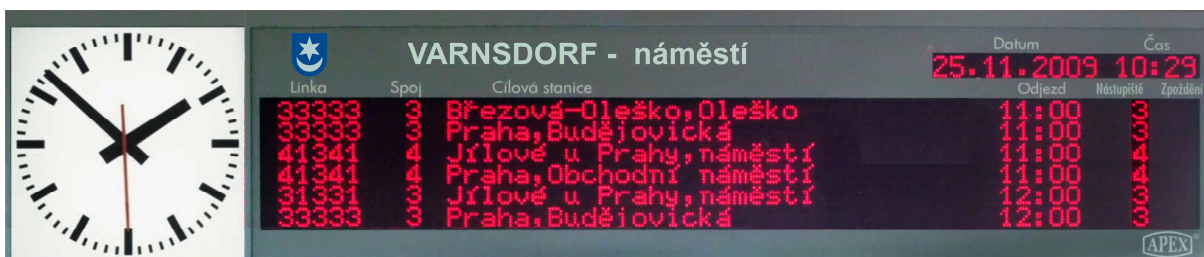 VARNSDORF - náměstí
Datum Čas
25.11.2009 10:29
Linka Spoj Cílová stanice Odjezd Nástupiště Zpoždění
33333 3 Březová-Oleško,Oleško 11:00 3
33333 3 Praha,Budějovická 11:00 3
41341 4 Jílové u Prahy,náměstí 11:00 4
41341 4 Praha,Obchodní náměstí 11:00 4
31331 3 Jílové u Prahy,náměstí 12:00 3
33333 3 Praha,Budějovická 12:00 3
APEX